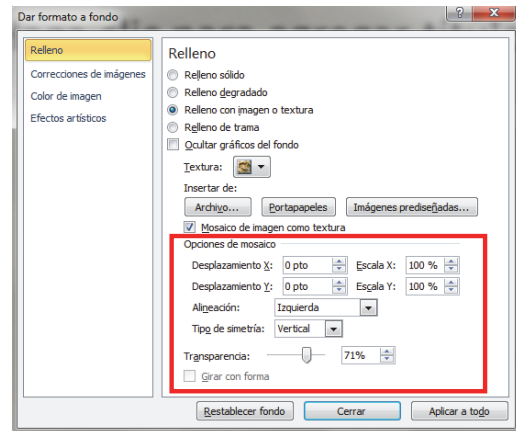 Dar formato a fondo
Relleno
Correcciones de imágenes
Color de imagen
Efectos artísticos
Relleno
Relleno sólido
Relleno degradado
Relleno con imagen o textura
Relleno de trama
Ocultar gráficos del fondo
Textura:
Insertar de:
Archivo... Portapapeles Imágenes prediseñadas...
Mosaico de imagen como textura
Opciones de mosaico
Desplazamiento X: 0 pto Escala X: 100 %
Desplazamiento Y: 0 pto Escala Y: 100 %
Alineación: Izquierda
Tipo de simetría: Vertical
Transparencia: 71%
Girar con forma
Restablecer fondo Cerrar Aplicar a todo